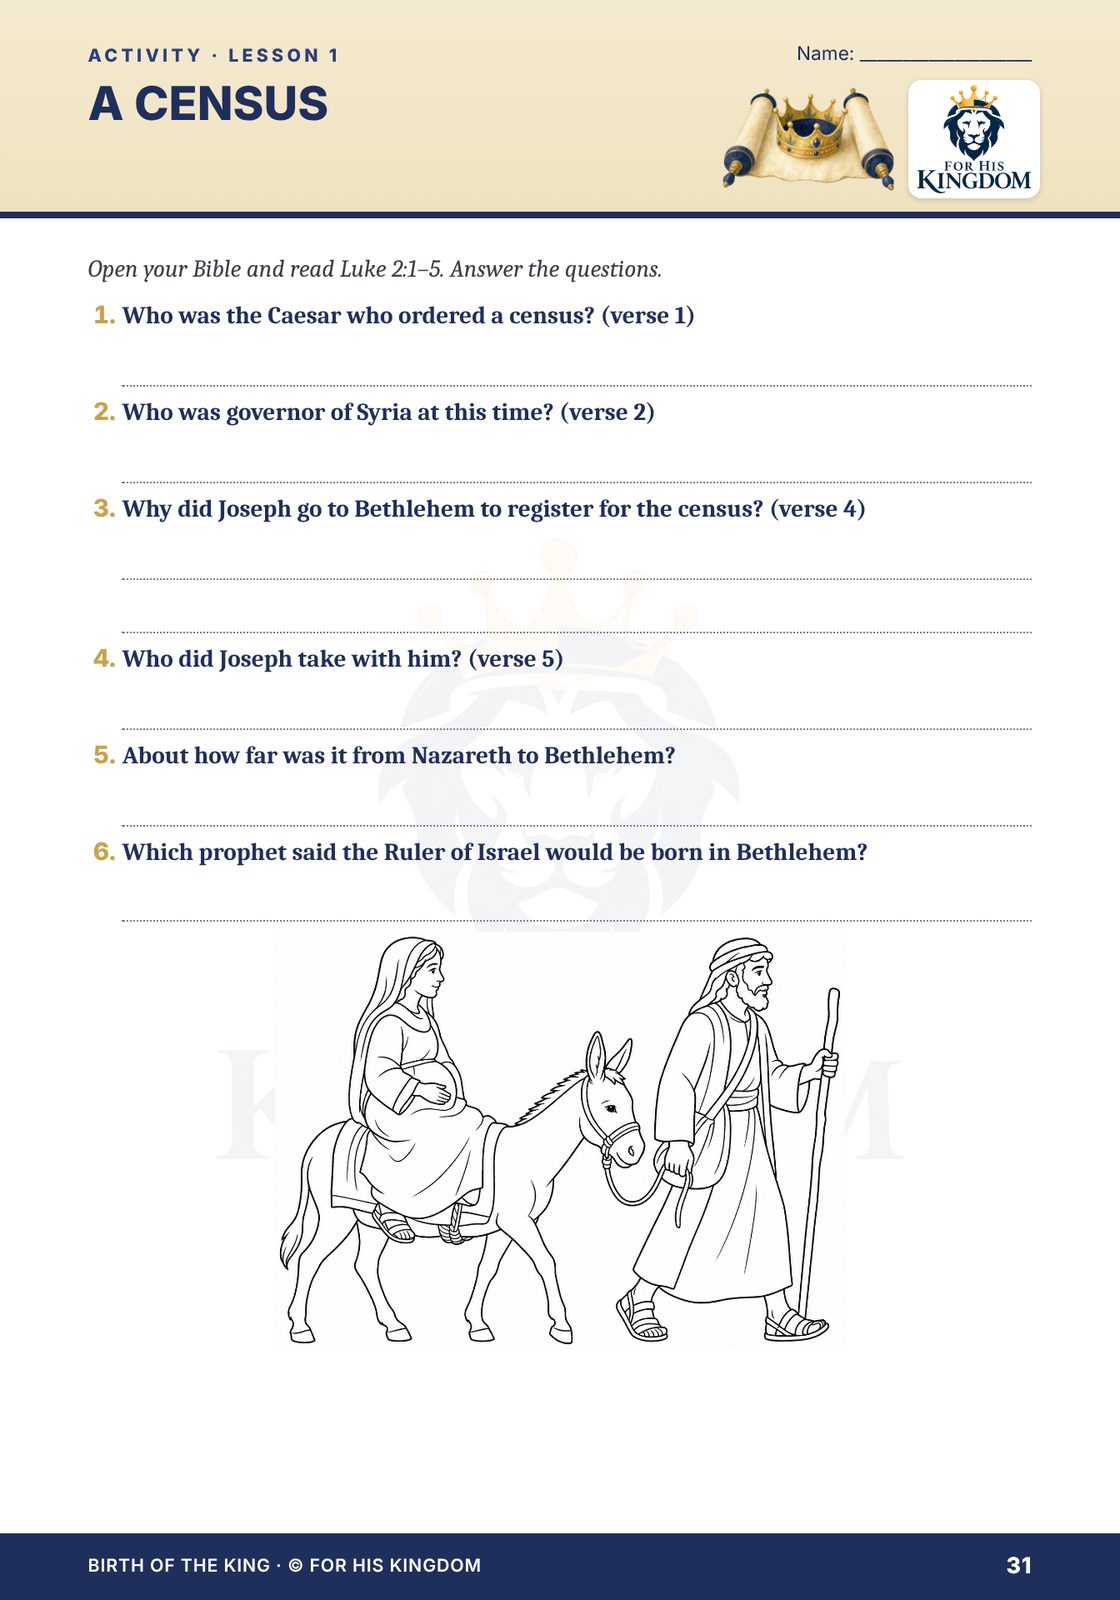 ACTIVITY · LESSON 1
Name: ____________________
A CENSUS
FOR HIS
KINGDOM
Open your Bible and read Luke 2:1–5. Answer the questions.
1. Who was the Caesar who ordered a census? (verse 1)
2. Who was governor of Syria at this time? (verse 2)
3. Why did Joseph go to Bethlehem to register for the census? (verse 4)
4. Who did Joseph take with him? (verse 5)
5. About how far was it from Nazareth to Bethlehem?
6. Which prophet said the Ruler of Israel would be born in Bethlehem?
K M
BIRTH OF THE KING · © FOR HIS KINGDOM
31